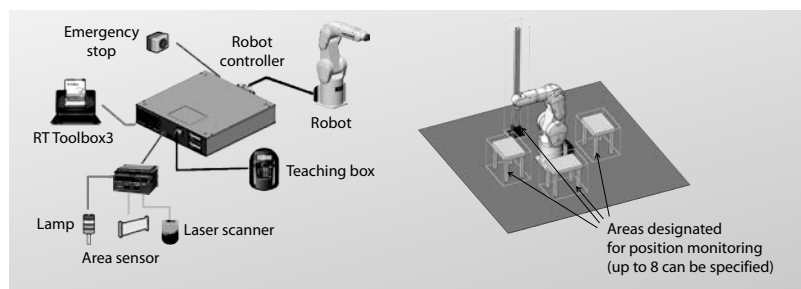 Emergency
stop
Robot
controller
RT Toolbox3
Robot
Teaching box
Lamp
Laser scanner
Area sensor
Areas designated
for position monitoring
(up to 8 can be specified)